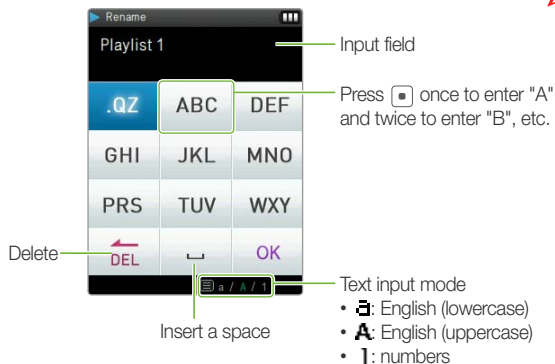 Rename
Playlist 1
Input field
.QZ ABC DEF
Press once to enter "A"
and twice to enter "B", etc.
GHI JKL MNO
PRS TUV WXY
Delete
DEL OK
a / A / 1
Insert a space
Text input mode
• a: English (lowercase)
• A: English (uppercase)
• 1: numbers